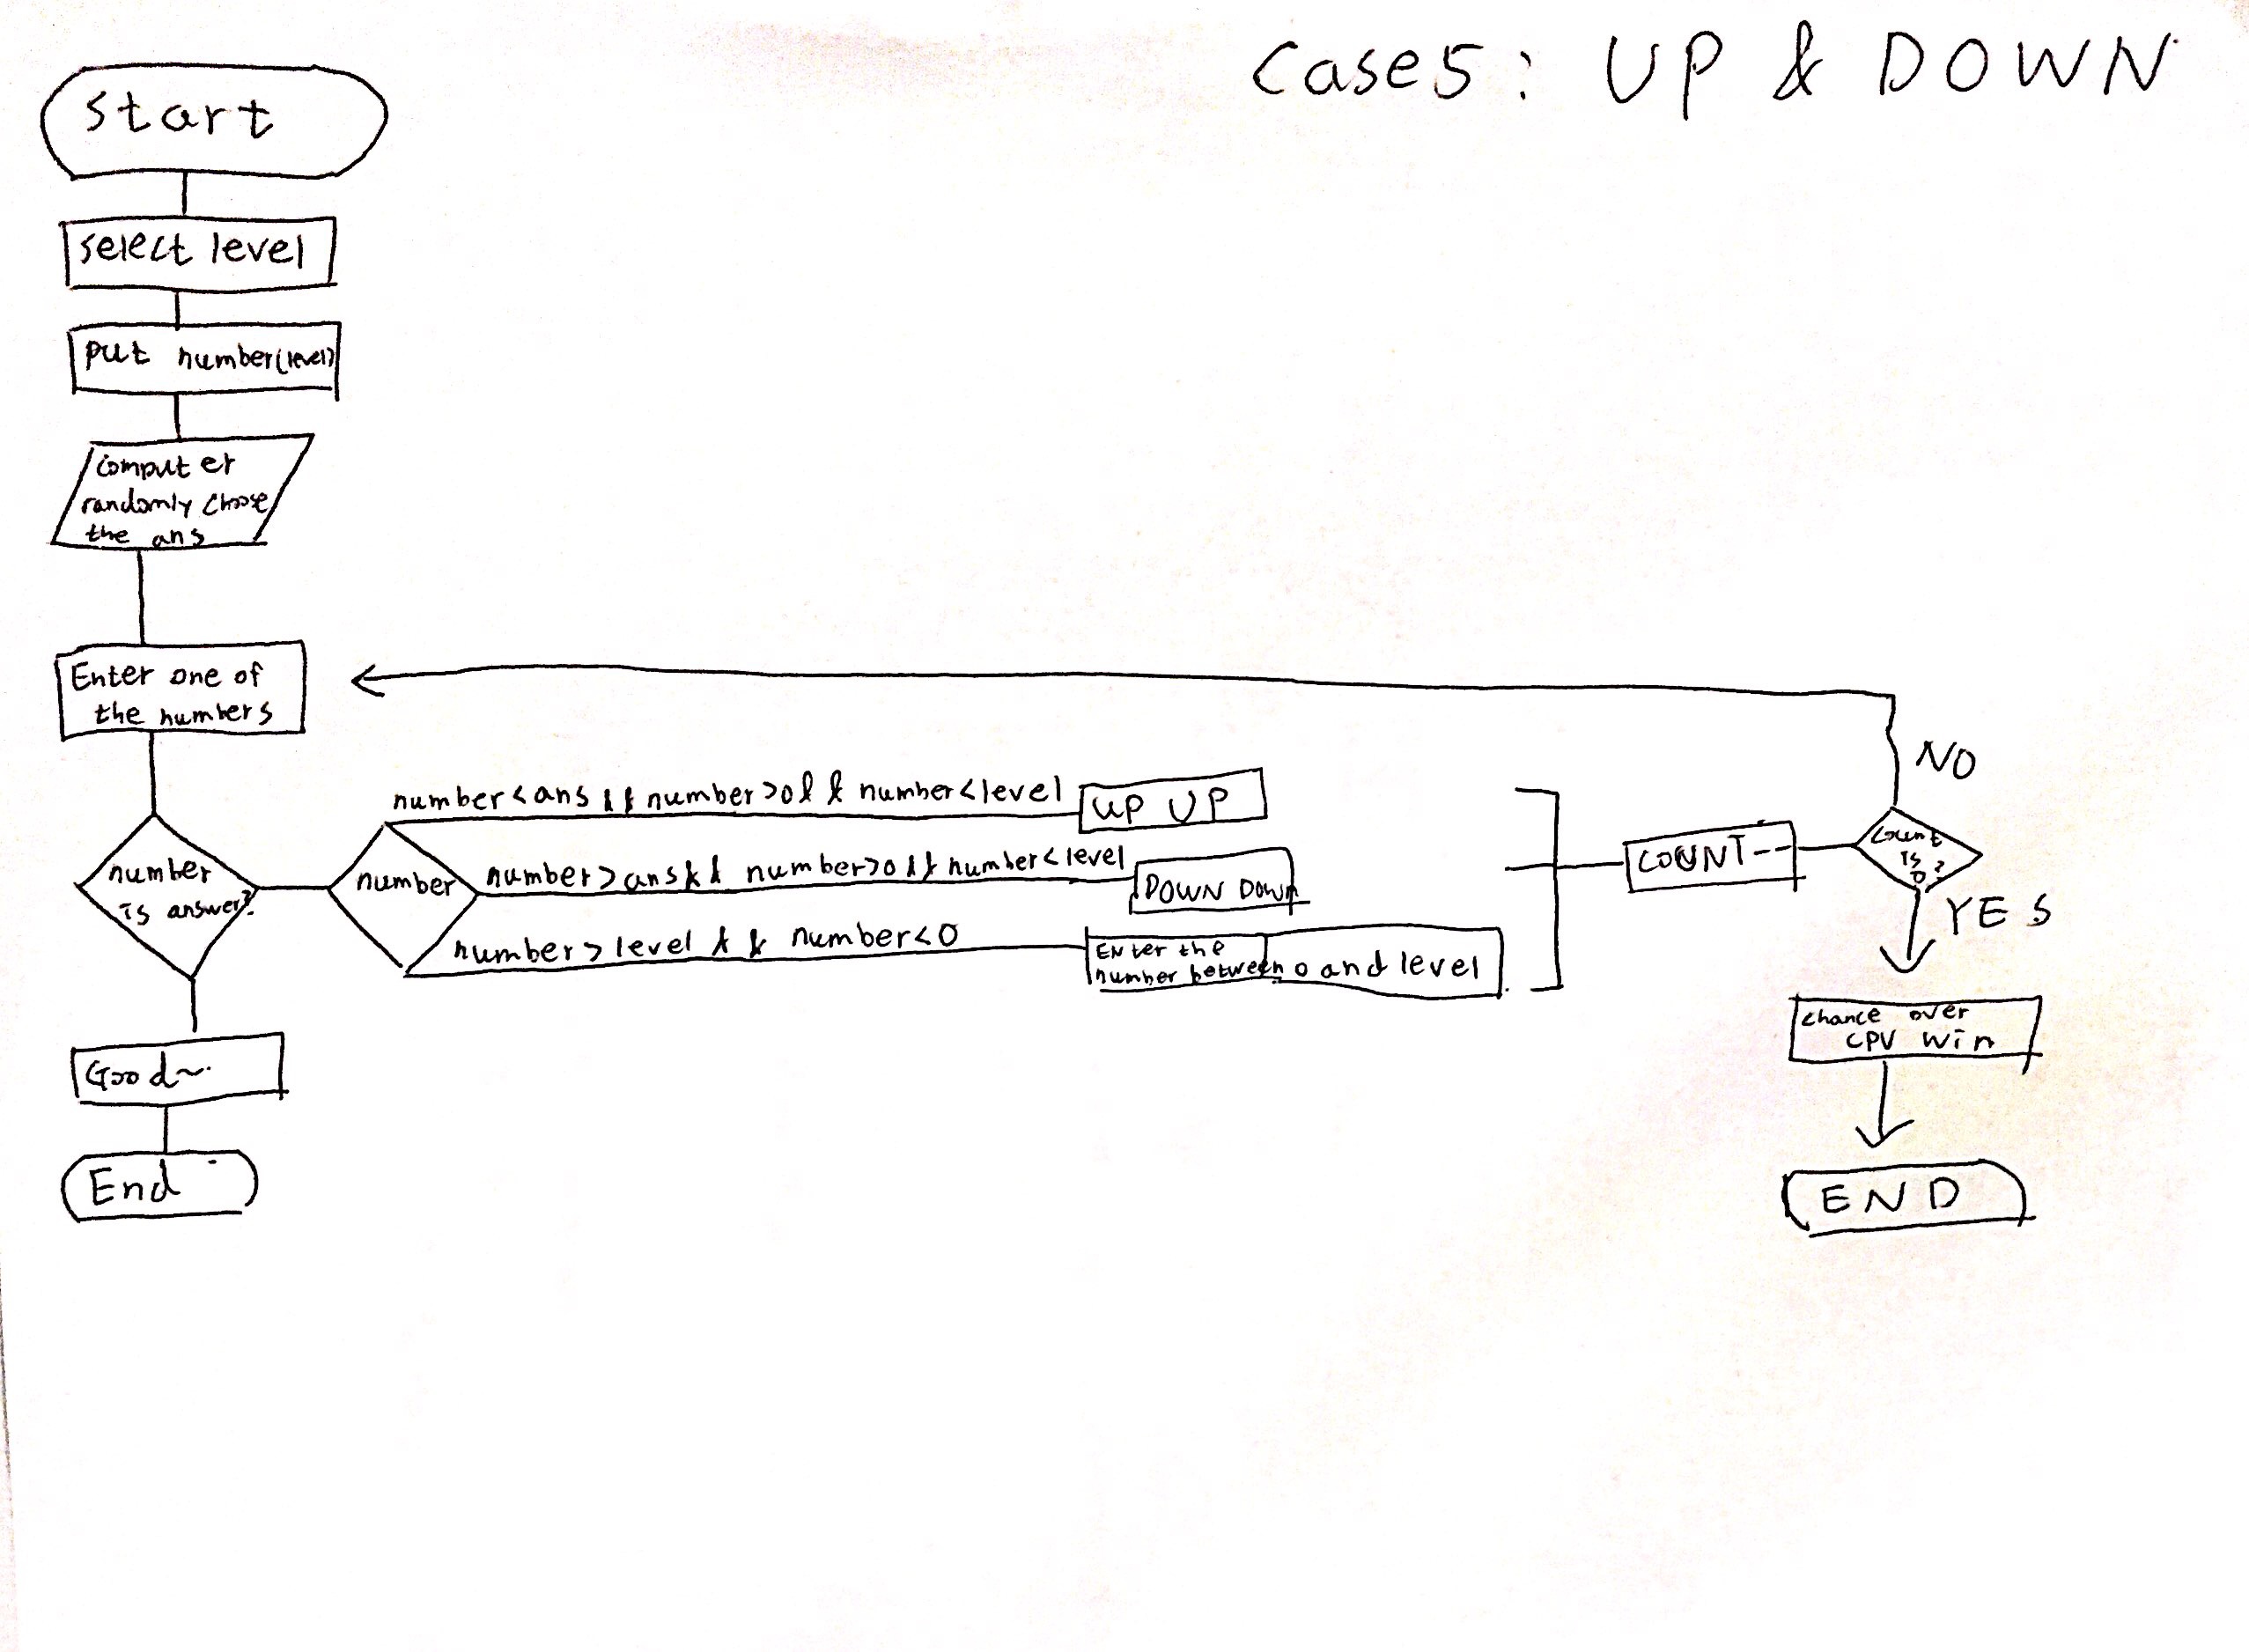 Case5: UP & DOWN
Start
select level
put number(level)
computer
randomly choose
the ans
Enter one of
the numbers
NO
number<ans && number>0&& number<level
UP UP
number
is answer?
number
number>ans&& number>0 && number<level
DOWN DOWN
number>level && number<0
ENter the
number between 0 and level
COUNT--
count
is
0?
YES
chance over
CPU win
Good~
End
END